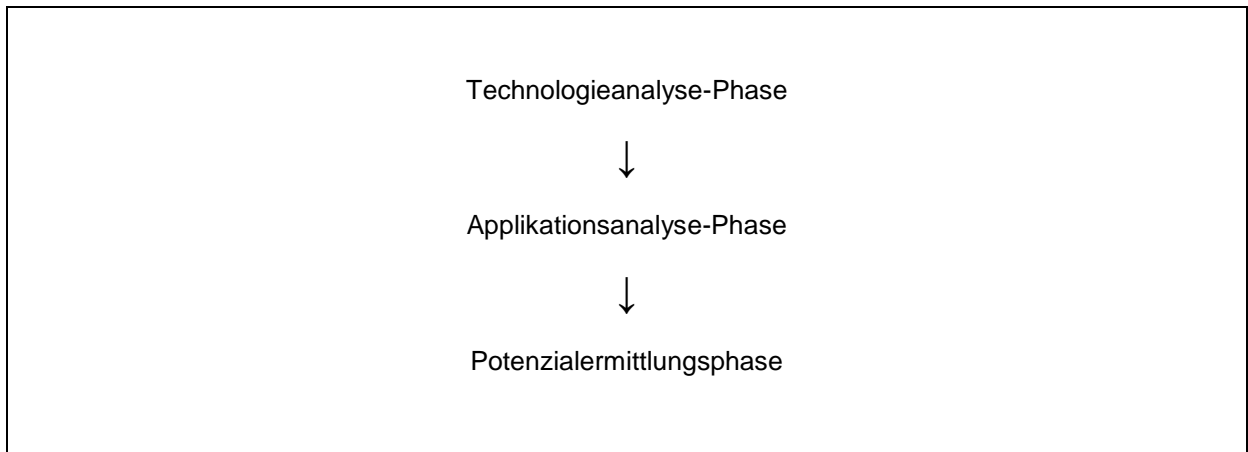 Technologieanalyse-Phase
↓
Applikationsanalyse-Phase
↓
Potenzialermittlungsphase